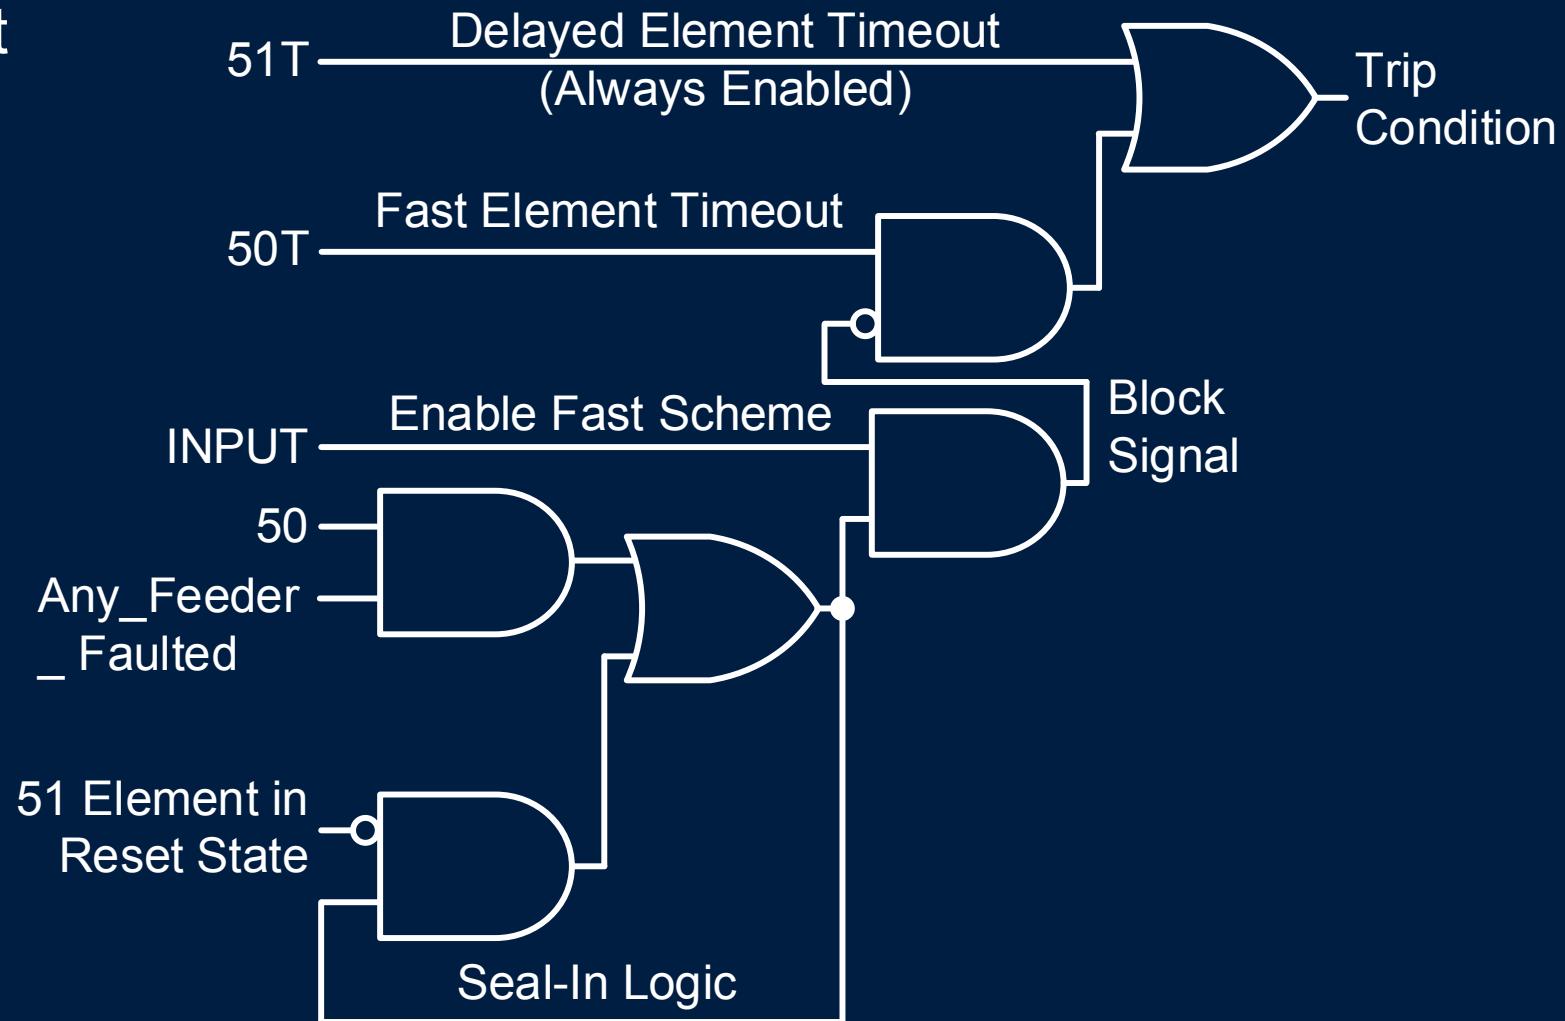 t
Delayed Element Timeout
51T
(Always Enabled)
Trip
Condition
Fast Element Timeout
50T
Block
Signal
Enable Fast Scheme
INPUT
50
Any_Feeder
_ Faulted
51 Element in
Reset State
Seal-In Logic